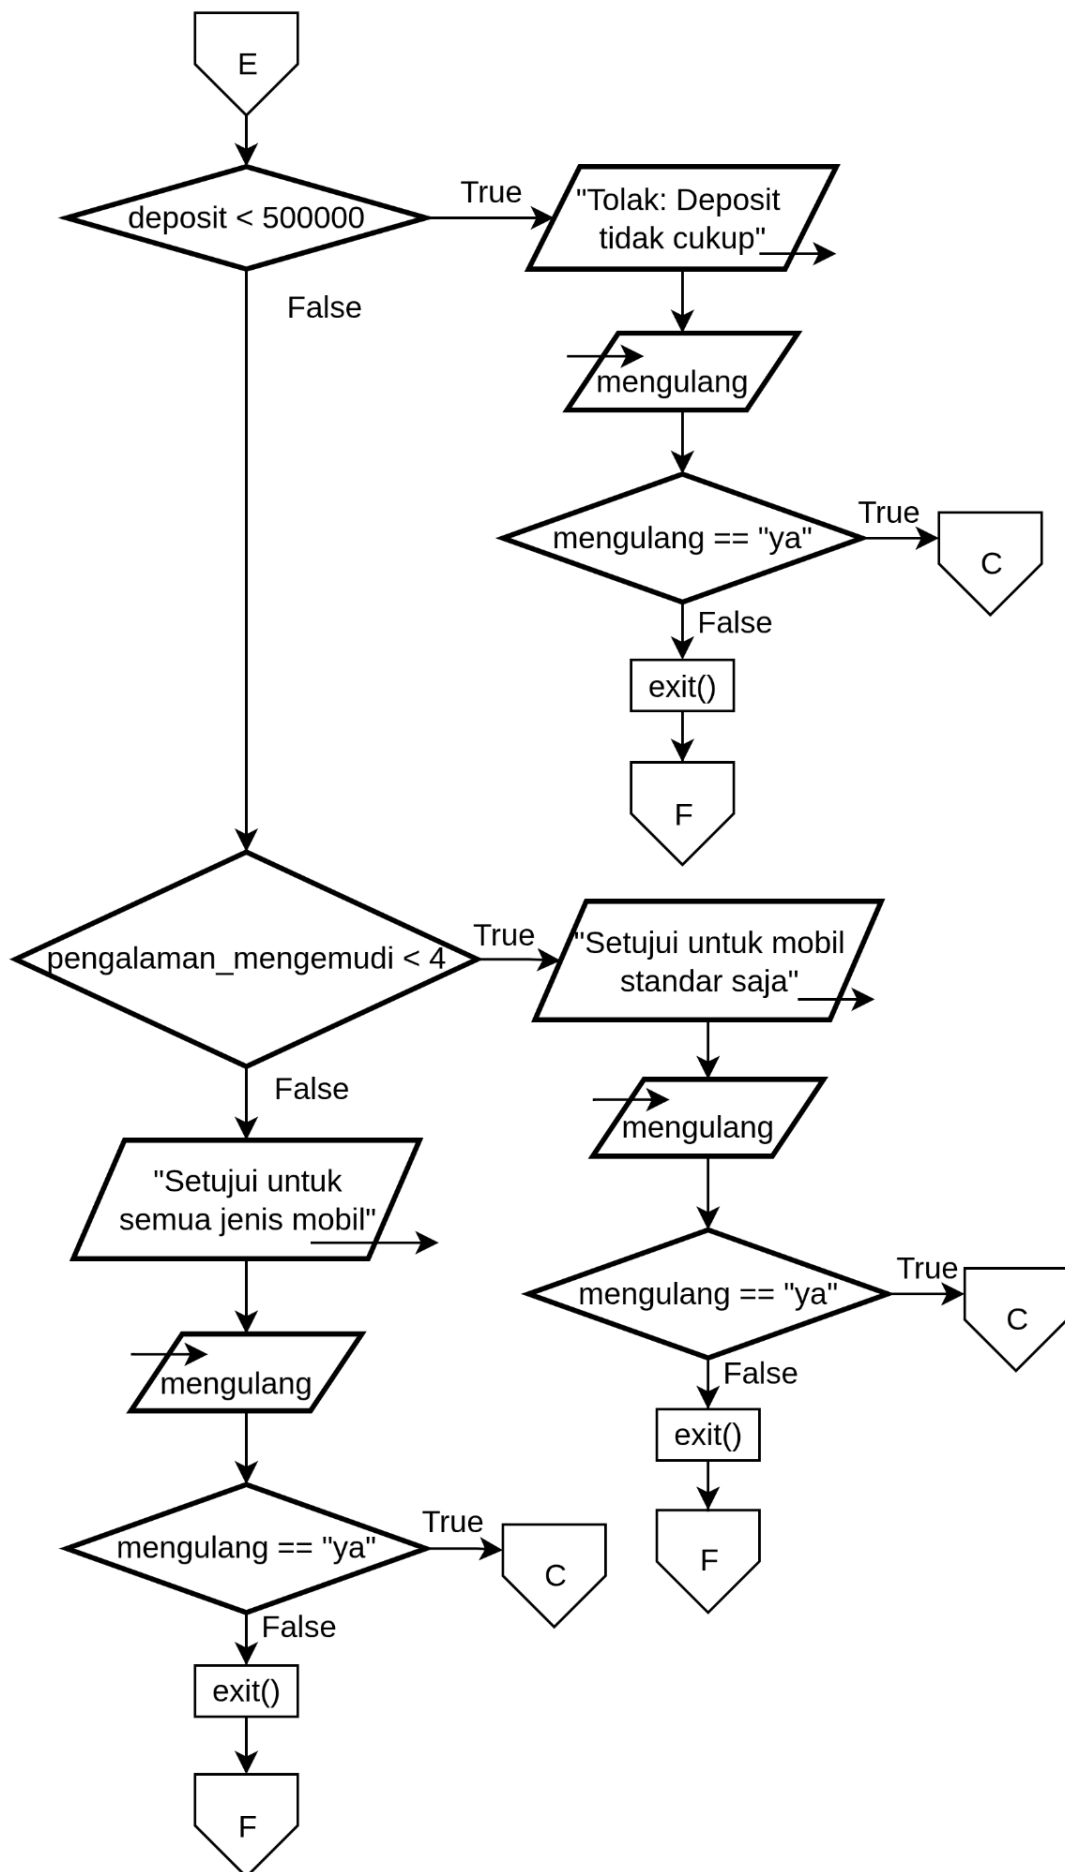 E
deposit < 500000
True
"Tolak: Deposit
tidak cukup"
False
mengulang
mengulang == "ya"
True
C
False
exit()
F
pengalaman_mengemudi < 4
True
"Setujui untuk mobil
standar saja"
False
mengulang
"Setujui untuk
semua jenis mobil"
mengulang == "ya"
True
C
False
mengulang
exit()
mengulang == "ya"
True
C
F
False
exit()
F